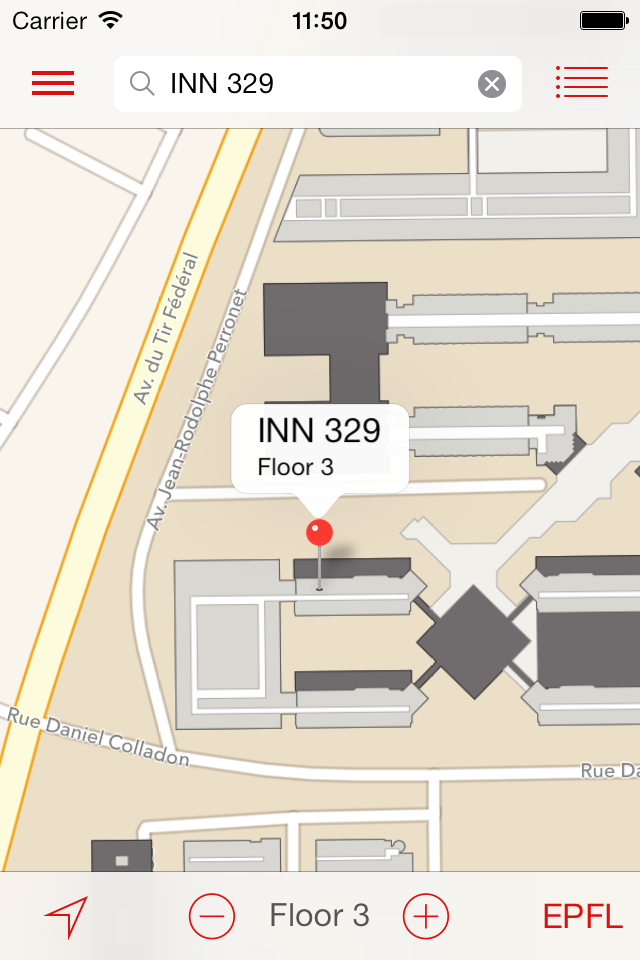 Carrier 11:50
INN 329
Av. du Tir Fédéral
Av. Jean-Rodolphe Perronet
INN 329
Floor 3
Rue Daniel Colladon
Rue Da
Floor 3 EPFL